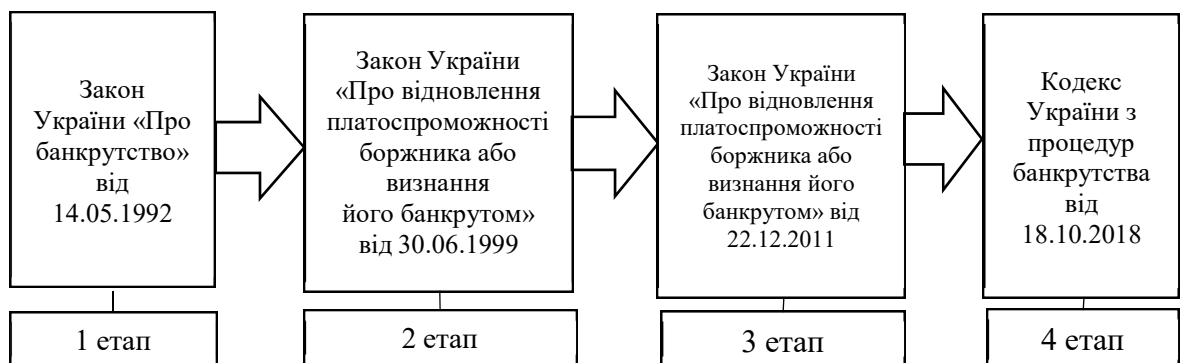 Закон
України «Про
банкрутство»
від
14.05.1992
Закон України
«Про відновлення
платоспроможності
боржника або
визнання
його банкрутом»
від 30.06.1999
Закон України
«Про відновлення
платоспроможності
боржника або
визнання його
банкрутом» від
22.12.2011
Кодекс
України з
процедур
банкрутства
від
18.10.2018
1 етап
2 етап
3 етап
4 етап